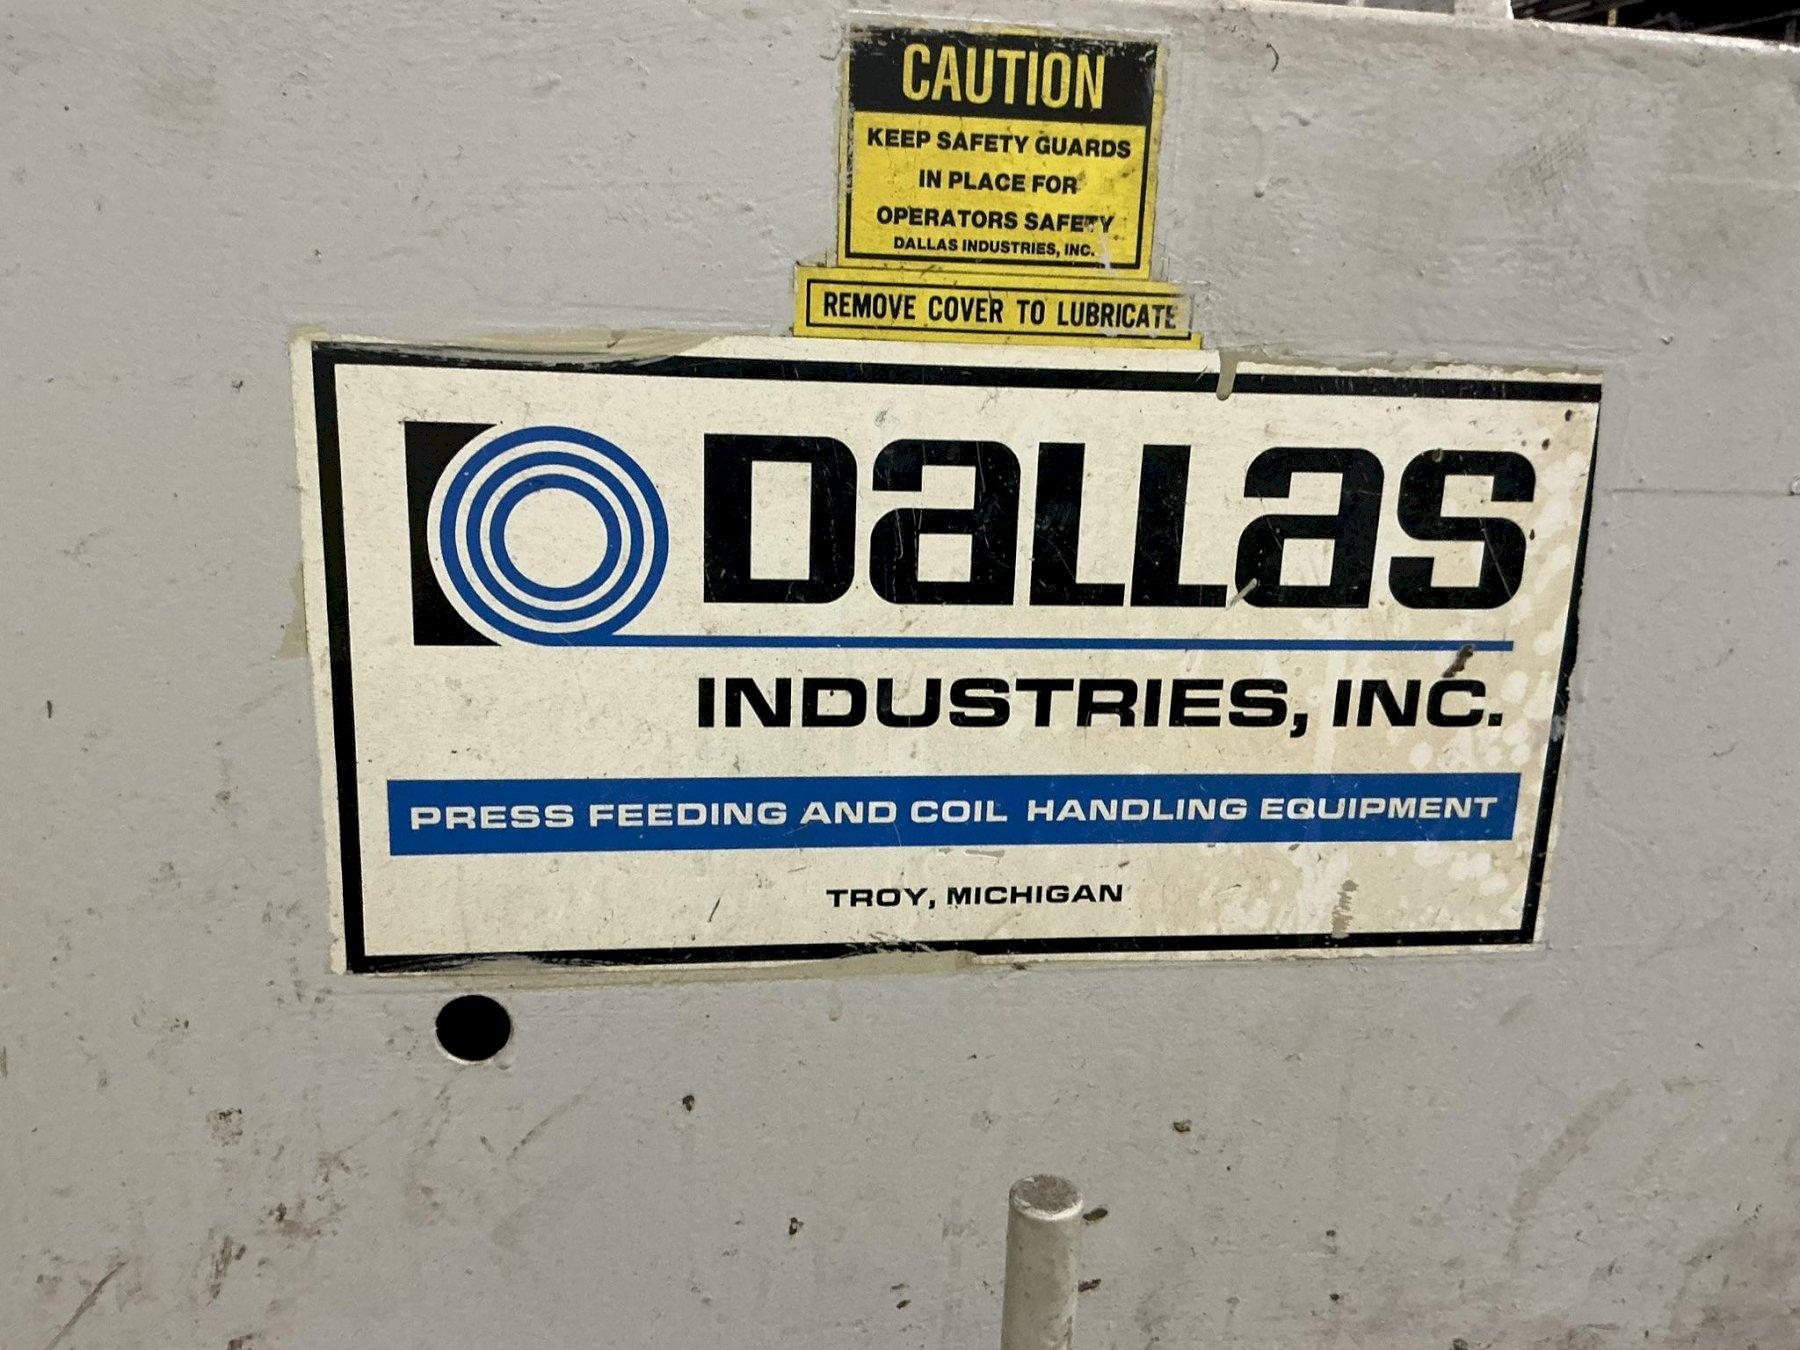 CAUTION
KEEP SAFETY GUARDS
IN PLACE FOR
OPERATORS SAFETY
DALLAS INDUSTRIES, INC.
REMOVE COVER TO LUBRICATE
Dallas
INDUSTRIES, INC.
PRESS FEEDING AND COIL HANDLING EQUIPMENT
TROY, MICHIGAN